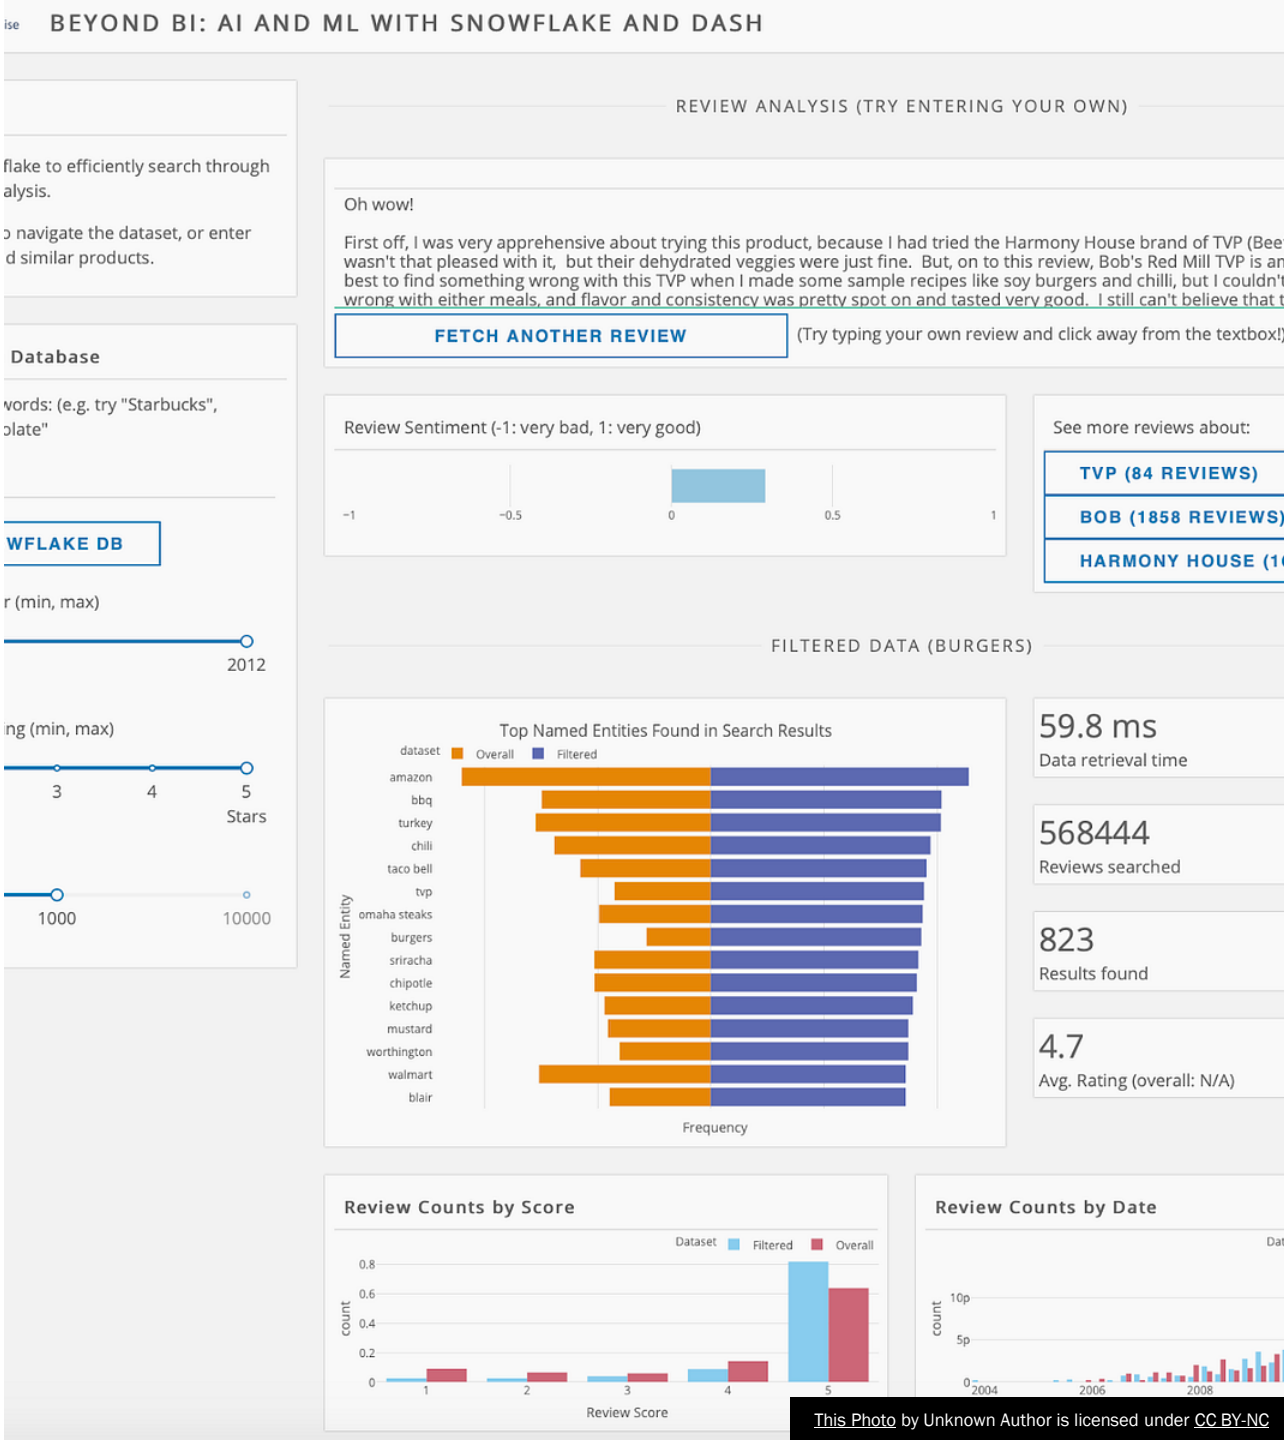 ise
BEYOND BI: AI AND ML WITH SNOWFLAKE AND DASH
flake to efficiently search through
alysis.
o navigate the dataset, or enter
d similar products.
Database
words: (e.g. try "Starbucks",
olate"
WFLAKE DB
r (min, max)
2012
ing (min, max)
3 4 5
Stars
1000 10000
REVIEW ANALYSIS (TRY ENTERING YOUR OWN)
Oh wow!
First off, I was very apprehensive about trying this product, because I had tried the Harmony House brand of TVP (Bee
wasn't that pleased with it,  but their dehydrated veggies were just fine.  But, on to this review, Bob's Red Mill TVP is am
best to find something wrong with this TVP when I made some sample recipes like soy burgers and chilli, but I couldn't
wrong with either meals, and flavor and consistency was pretty spot on and tasted very good.  I still can't believe that t
FETCH ANOTHER REVIEW
(Try typing your own review and click away from the textbox!)
Review Sentiment (-1: very bad, 1: very good)
−1 −0.5 0 0.5 1
See more reviews about:
TVP (84 REVIEWS)
BOB (1858 REVIEWS)
HARMONY HOUSE (16
FILTERED DATA (BURGERS)
Top Named Entities Found in Search Results
dataset Overall Filtered
Named Entity
amazon
bbq
turkey
chili
taco bell
tvp
omaha steaks
burgers
sriracha
chipotle
ketchup
mustard
worthington
walmart
blair
Frequency
59.8 ms
Data retrieval time
568444
Reviews searched
823
Results found
4.7
Avg. Rating (overall: N/A)
Review Counts by Score
Dataset Filtered Overall
count
0.8
0.6
0.4
0.2
0
1 2 3 4 5
Review Score
Review Counts by Date
Dat
count
10p
5p
0
2004 2006 2008
This Photo by Unknown Author is licensed under CC BY-NC